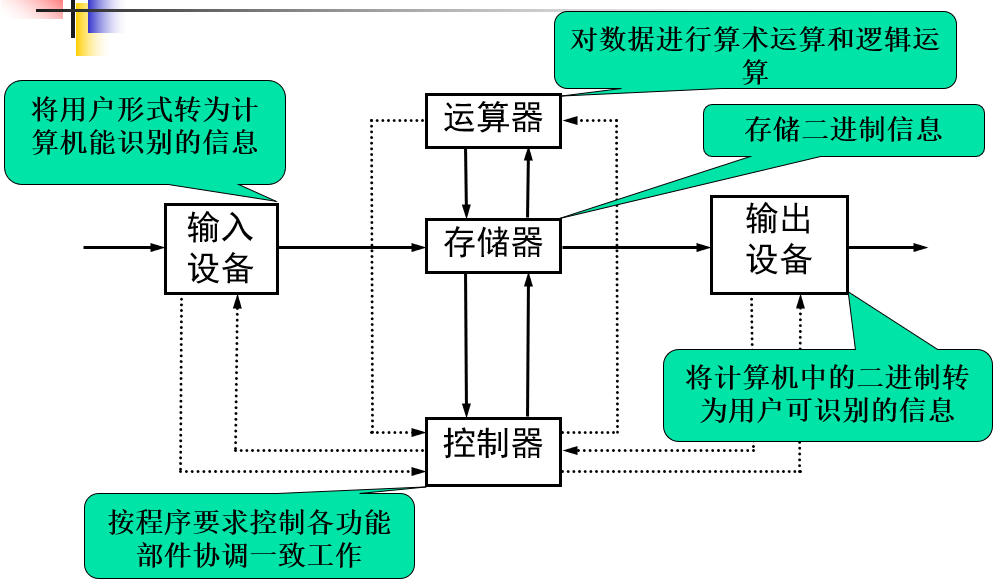 对数据进行算术运算和逻辑运
算
将用户形式转为计
算机能识别的信息
运算器
存储二进制信息
输入
设备
存储器
输出
设备
将计算机中的二进制转
为用户可识别的信息
控制器
按程序要求控制各功能
部件协调一致工作